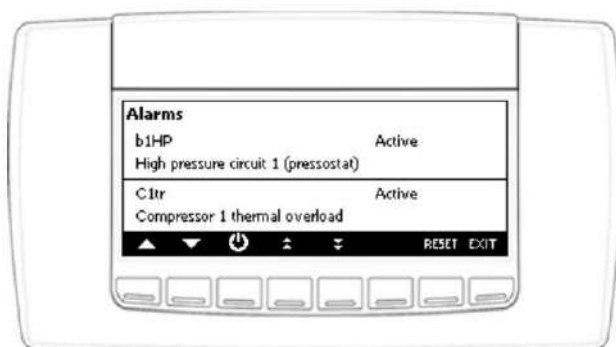 Alarms
b1HP Active
High pressure circuit 1 (pressostat)
C1tr Active
Compressor 1 thermal overload
RESET EXIT